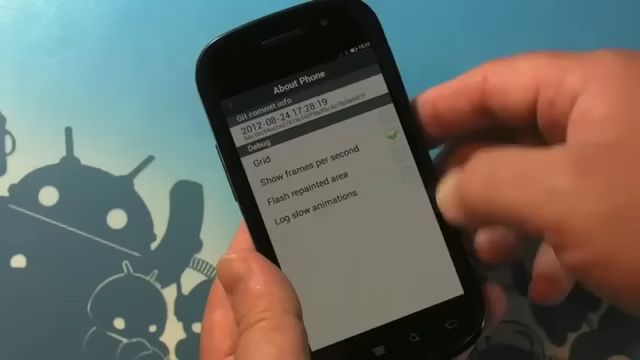 About Phone
Git commit info
2012-08-24 17:28:19
Debug
Grid
Show frames per second
Flash repainted area
Log slow animations